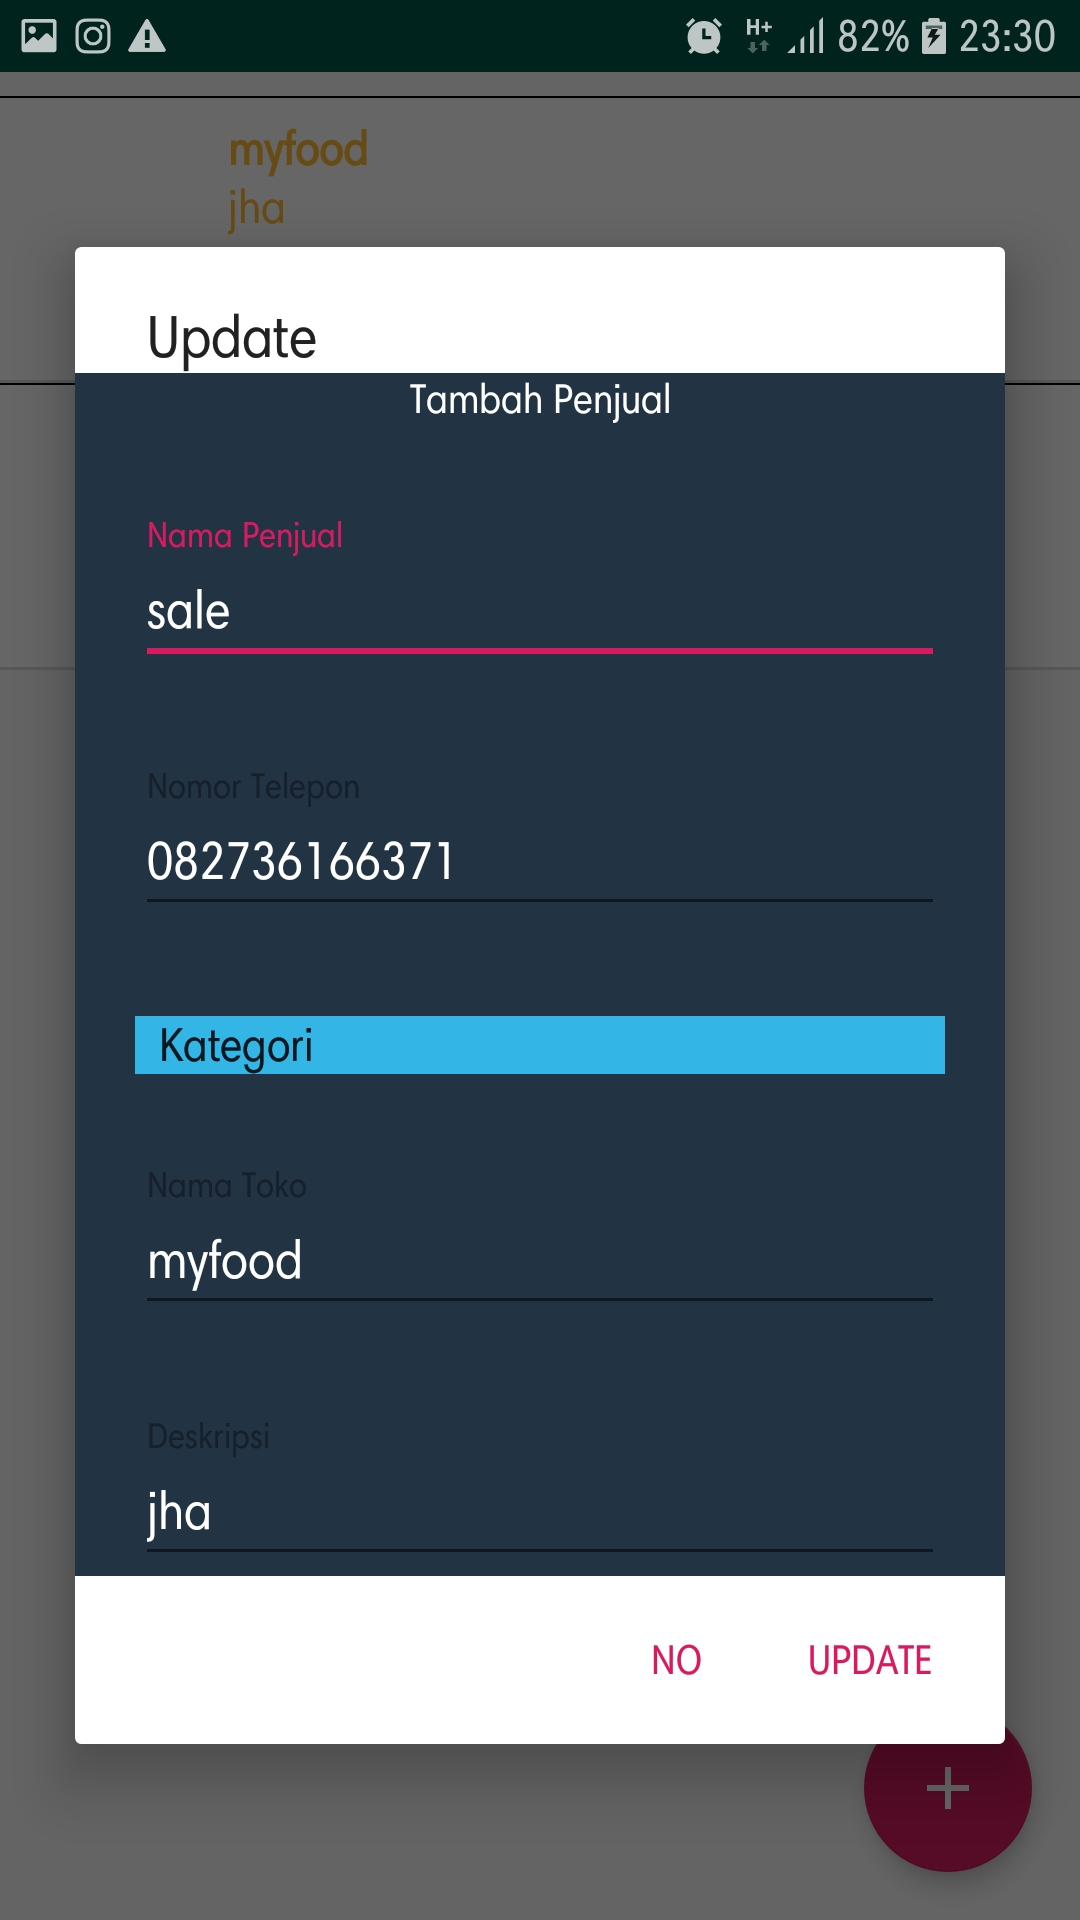 H+ 82% 23:30
myfood
jha
Update
Tambah Penjual
Nama Penjual
sale
Nomor Telepon
082736166371
Kategori
Nama Toko
myfood
Deskripsi
jha
NO UPDATE